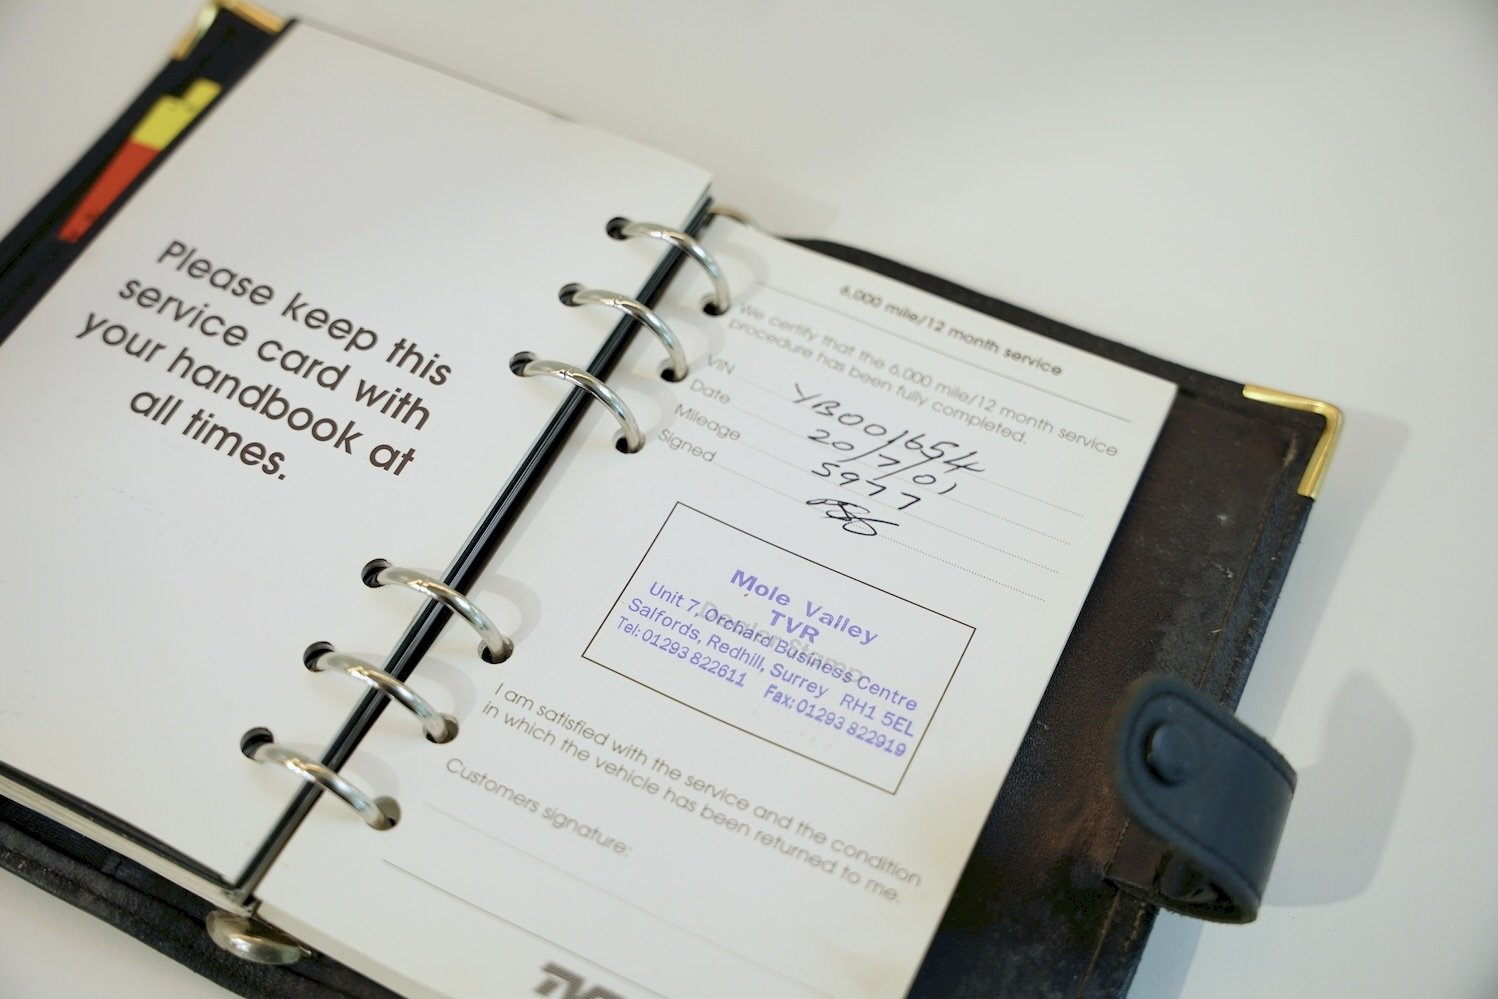 Please keep this
service card with
your handbook at
all times.
6,000 mile/12 month service
We certify that the 6,000 mile/12 month service
procedure has been fully completed.
VIN YB001654
Date 20/7/01
Mileage 5977
Signed
Dealer Stamp
Mole Valley
TVR
Unit 7, Orchard Business Centre
Salfords, Redhill, Surrey RH1 5EL
Tel: 01293 822611 Fax: 01293 822919
I am satisfied with the service and the condition
in which the vehicle has been returned to me.
Customers signature:
TVR